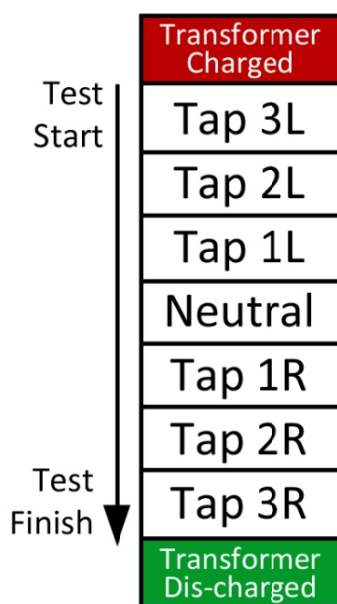 Transformer
Charged
Test
Start
Tap 3L
Tap 2L
Tap 1L
Neutral
Tap 1R
Tap 2R
Tap 3R
Test
Finish
Transformer
Dis-charged